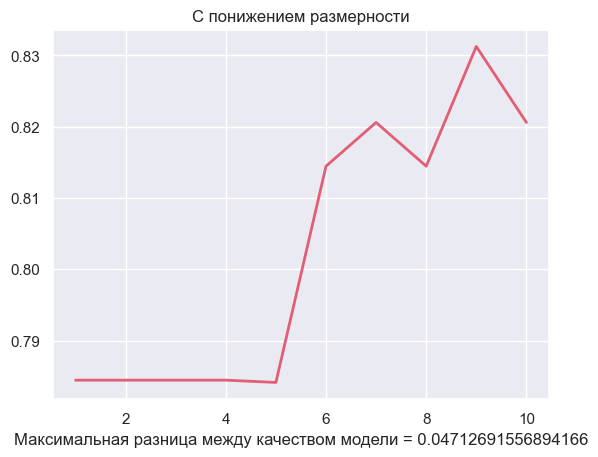 С понижением размерности
0.83
0.82
0.81
0.80
0.79
2 4 6 8 10
Максимальная разница между качеством модели = 0.04712691556894166